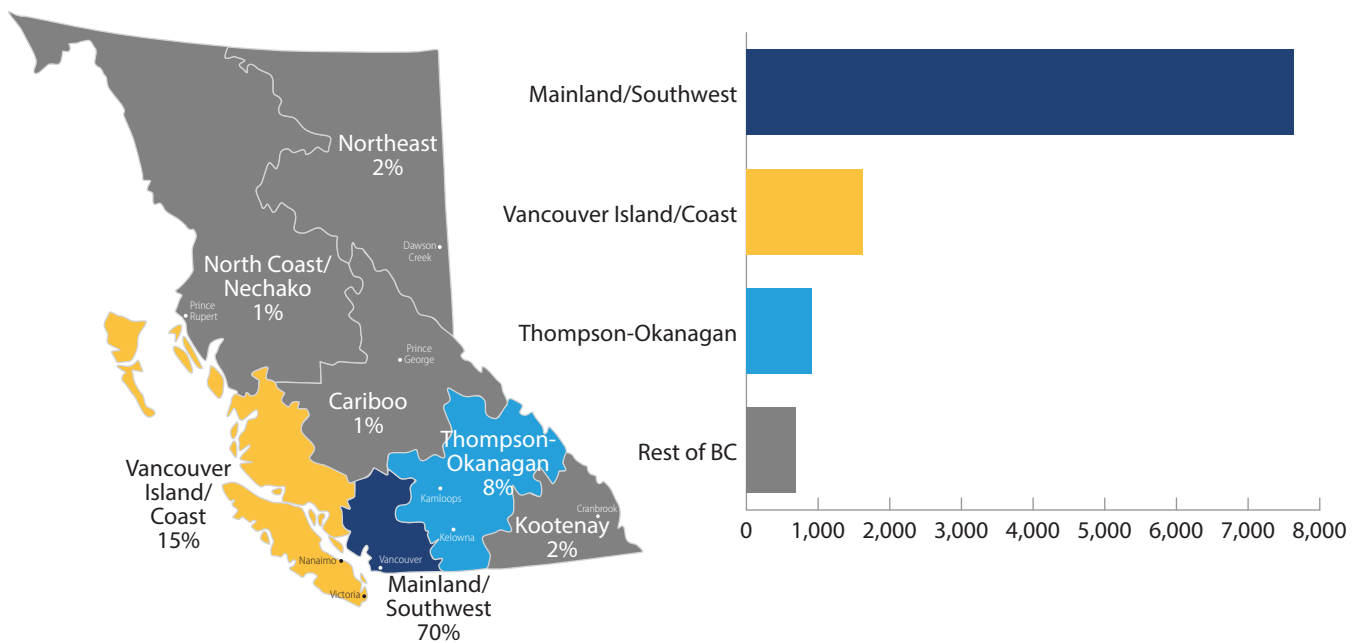 Northeast
2%
Dawson
Creek
North Coast/
Nechako
1%
Prince
Rupert
Prince
George
Cariboo
1%
Thompson-
Okanagan
8%
Kamloops
Kelowna
Cranbrook
Kootenay
2%
Vancouver
Island/
Coast
15%
Nanaimo
Victoria
Vancouver
Mainland/
Southwest
70%
Mainland/Southwest
Vancouver Island/Coast
Thompson-Okanagan
Rest of BC
0 1,000 2,000 3,000 4,000 5,000 6,000 7,000 8,000